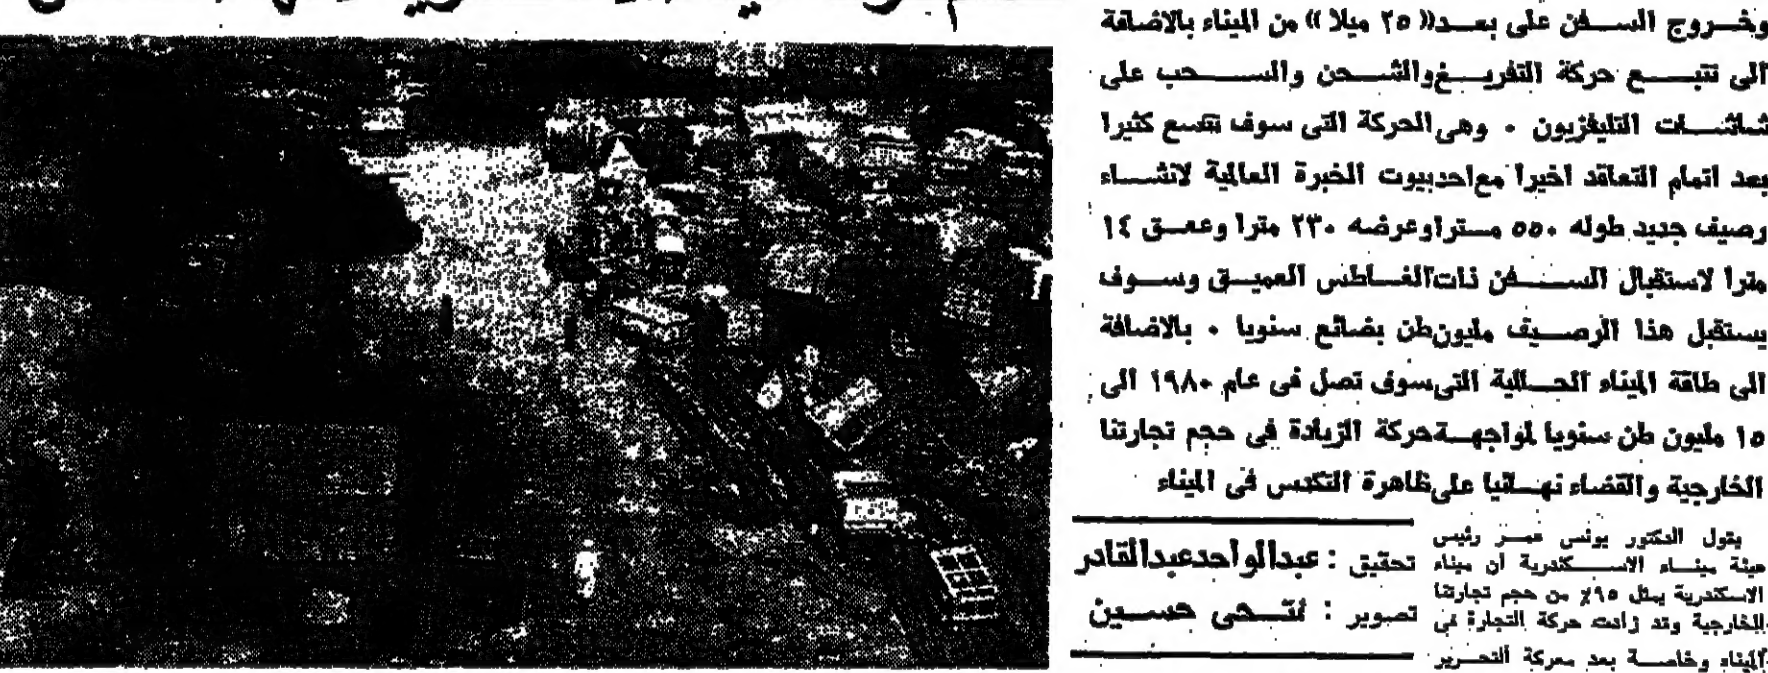 وخروج السفن على بعد « ٢٥ ميلا » من الميناء بالاضافة
الى تتبع حركة التفريغ والشحن والسحب على
شاشات التليفزيون ٠ وهى الحركة التى سوف تتسع كثيرا
بعد اتمام التعاقد اخيرا مع احد بيوت الخبرة العالمية لانشاء
رصيف جديد طوله ٥٥٠ مترا وعرضه ٢٣٠ مترا وعمق ١٤
مترا لاستقبال السفن ذات الغاطس العميق وسوف
يستقبل هذا الرصيف مليون طن بضائع سنويا ٠ بالاضافة
الى طاقة الميناء الحالية التى سوف تصل فى عام ١٩٨٠ الى
١٥ مليون طن سنويا لمواجهة حركة الزيادة فى حجم تجارتنا
الخارجية والقضاء نهائيا على ظاهرة التكدس فى الميناء
تحقيق : عبدالواحد عبدالقادر
تصوير : فتحى حسين
يقول الدكتور يونس عمر رئيس
هيئة ميناء الاسكندرية أن ميناء
الاسكندرية يمثل ٩٥٪ من حجم تجارتنا
الخارجية وقد زادت حركة التجارة فى
الميناء وخاصة بعد معركة التحرير